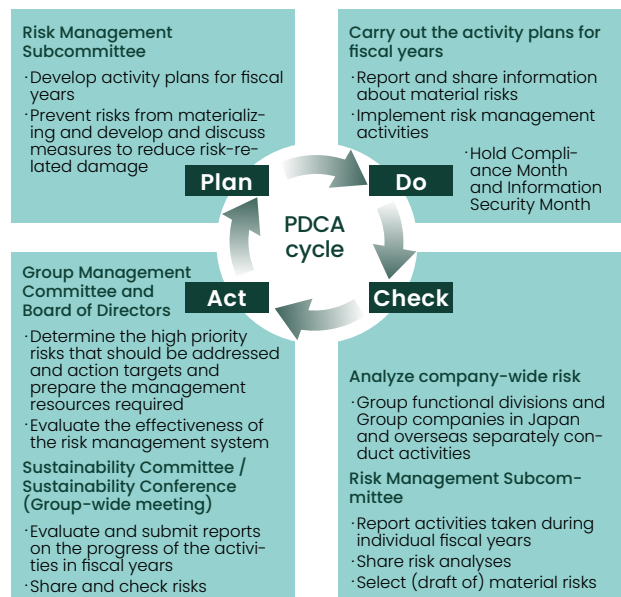 Risk Management
Subcommittee
·Develop activity plans for fiscal
years
·Prevent risks from materializ-
ing and develop and discuss
measures to reduce risk-re-
lated damage
Plan
Carry out the activity plans for
fiscal years
·Report and share information
about material risks
·Implement risk management
activities
·Hold Compli-
ance Month
and Information
Security Month
Do
PDCA
cycle
Group Management
Committee and
Board of Directors
·Determine the high priority
risks that should be addressed
and action targets and
prepare the management
resources required
·Evaluate the effectiveness of
the risk management system
Sustainability Committee /
Sustainability Conference
(Group-wide meeting)
·Evaluate and submit reports
on the progress of the activi-
ties in fiscal years
·Share and check risks
Act
Check
Analyze company-wide risk
·Group functional divisions and
Group companies in Japan
and overseas separately con-
duct activities
Risk Management Subcom-
mittee
·Report activities taken during
individual fiscal years
·Share risk analyses
·Select (draft of) material risks